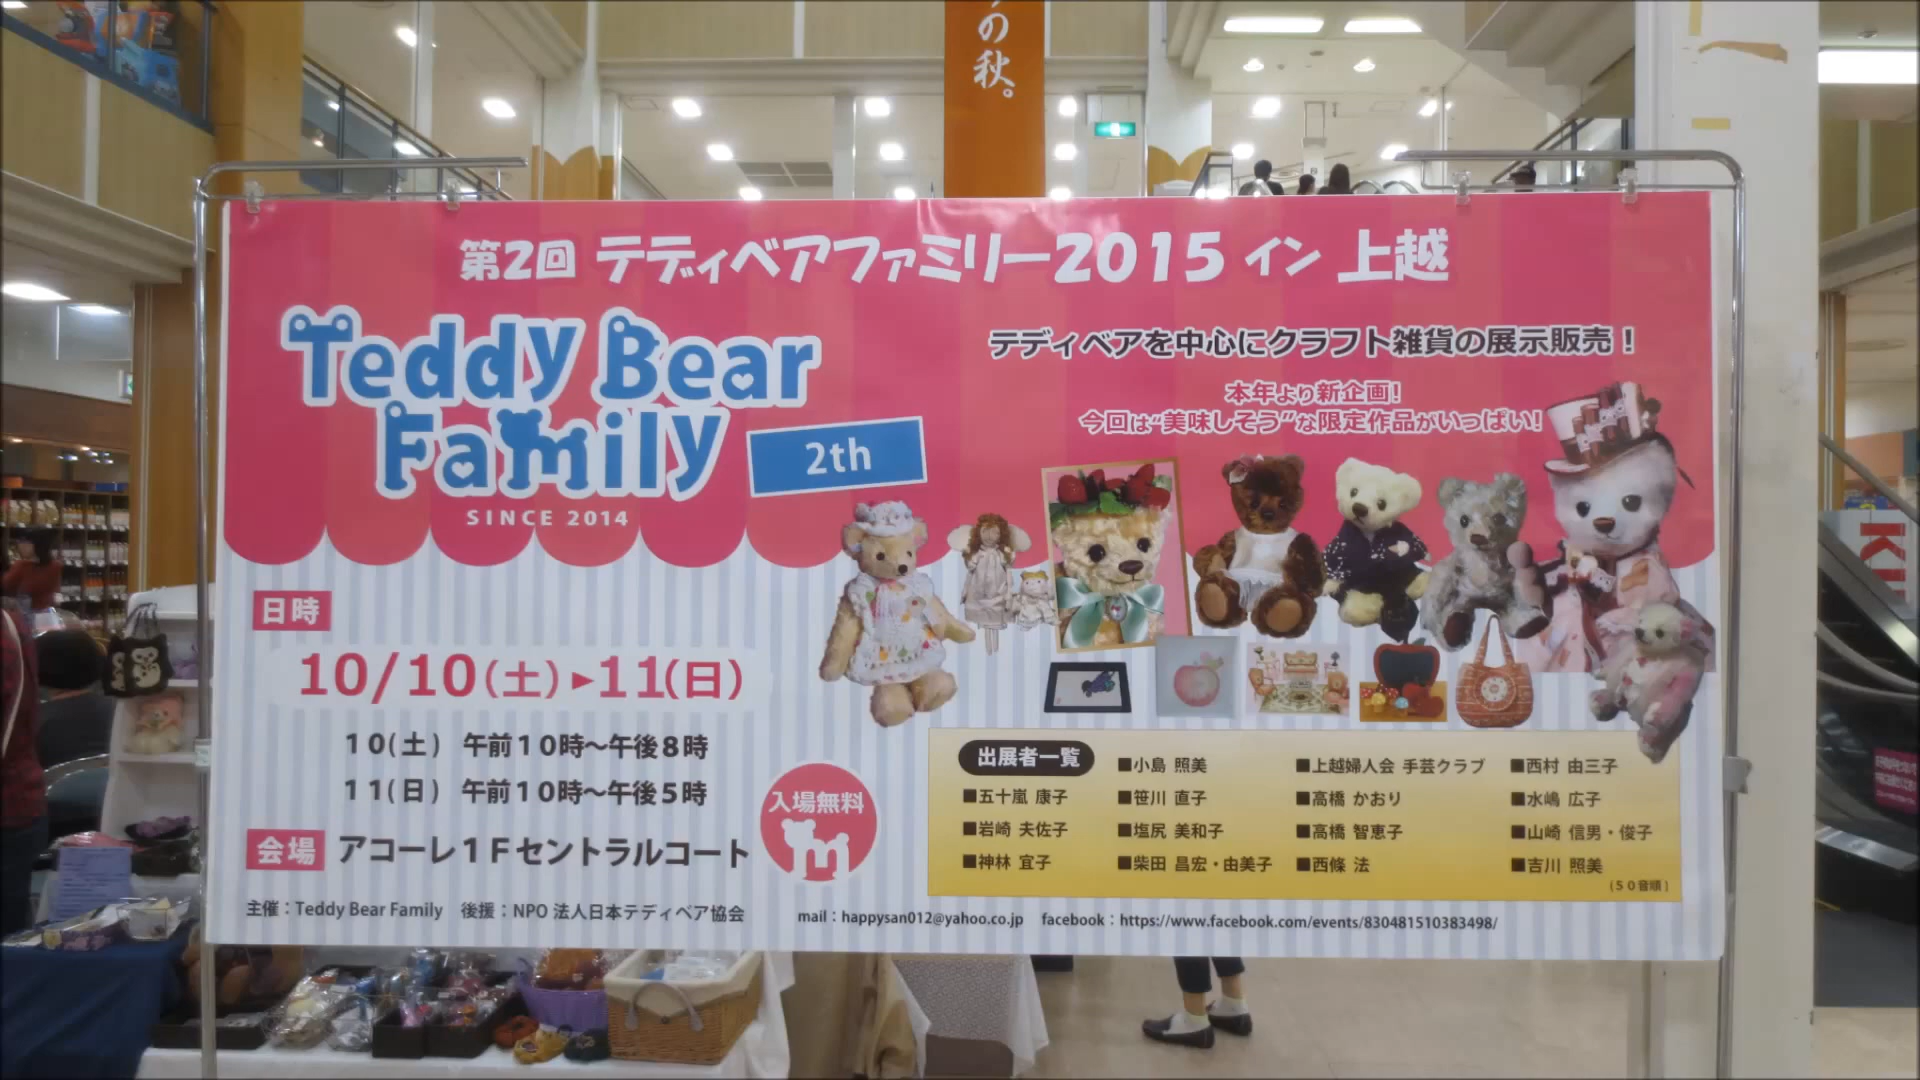 の秋。
第2回 テディベアファミリー2015 イン 上越
Teddy Bear
Family
2th
SINCE 2014
テディベアを中心にクラフト雑貨の展示販売！
本年より新企画！
今回は“美味しそう”な限定作品がいっぱい！
日時
10/10(土)▶11(日)
10(土) 午前10時～午後8時
11(日) 午前10時～午後5時
入場無料
会場 アコーレ1Fセントラルコート
出展者一覧
■五十嵐 康子
■岩崎 夫佐子
■神林 宜子
■小島 照美
■笹川 直子
■塩尻 美和子
■柴田 昌宏・由美子
■上越婦人会 手芸クラブ
■高橋 かおり
■高橋 智恵子
■西條 法
■西村 由三子
■水嶋 広子
■山崎 信男・俊子
■吉川 照美
(50音順)
主催：Teddy Bear Family 後援：NPO 法人日本テディベア協会
mail：happysan012@yahoo.co.jp facebook：https://www.facebook.com/events/830481510383498/